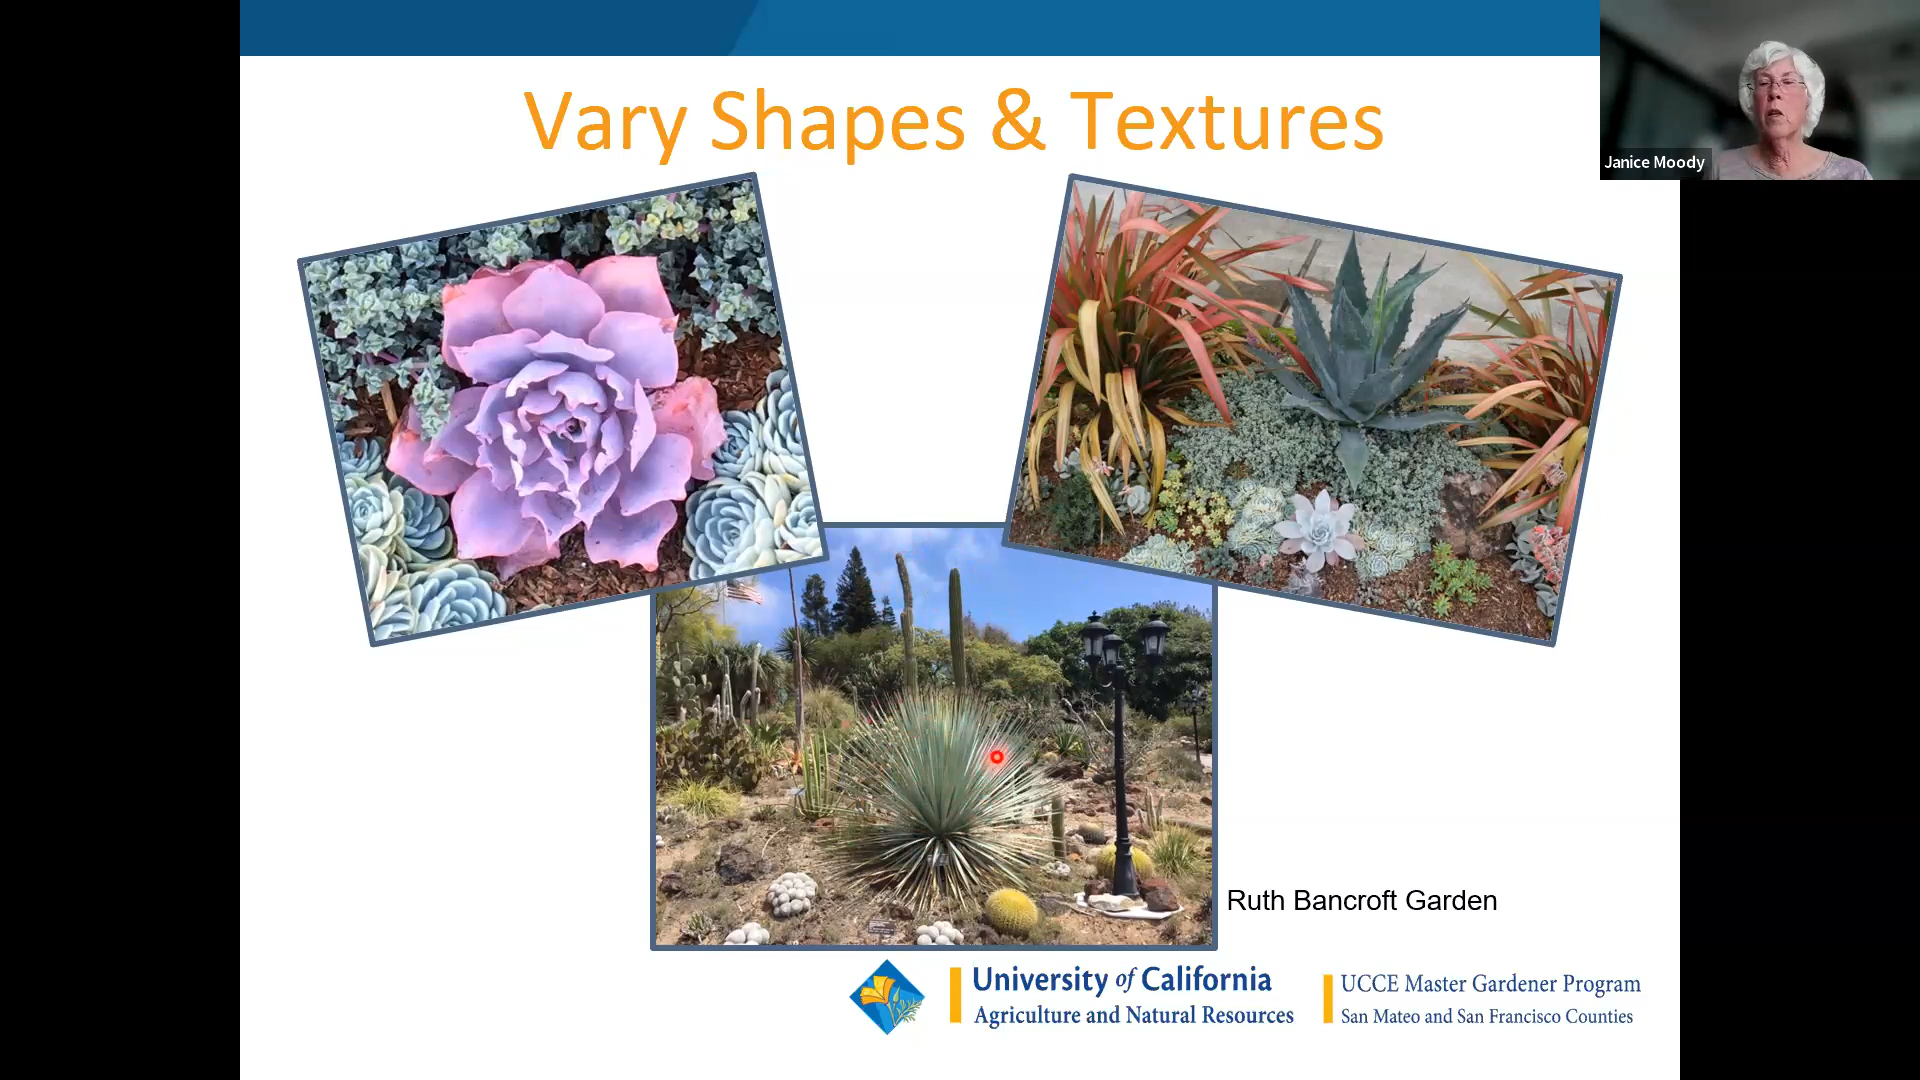 Vary Shapes & Textures
Janice Moody
Ruth Bancroft Garden
University of California
Agriculture and Natural Resources
UCCE Master Gardener Program
San Mateo and San Francisco Counties